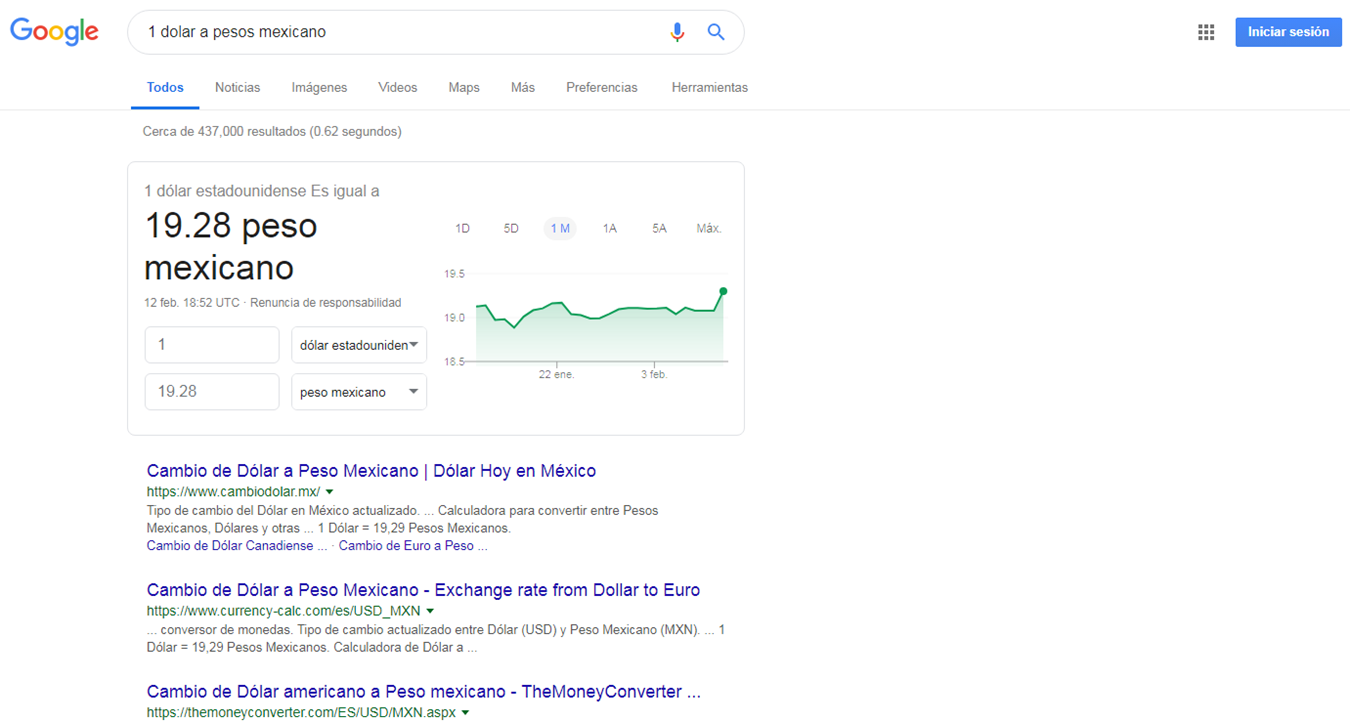 Google
1 dolar a pesos mexicano
Iniciar sesión
Todos Noticias Imágenes Videos Maps Más Preferencias Herramientas
Cerca de 437,000 resultados (0.62 segundos)
1 dólar estadounidense Es igual a
19.28 peso
mexicano
12 feb. 18:52 UTC · Renuncia de responsabilidad
1 dólar estadouniden
19.28 peso mexicano
1D 5D 1 M 1A 5A Máx.
19.5
19.0
18.5
22 ene. 3 feb.
Cambio de Dólar a Peso Mexicano | Dólar Hoy en México
https://www.cambiodolar.mx/
Tipo de cambio del Dólar en México actualizado. ... Calculadora para convertir entre Pesos
Mexicanos, Dólares y otras ... 1 Dólar = 19,29 Pesos Mexicanos.
Cambio de Dólar Canadiense ... · Cambio de Euro a Peso ...
Cambio de Dólar a Peso Mexicano - Exchange rate from Dollar to Euro
https://www.currency-calc.com/es/USD_MXN
... conversor de monedas. Tipo de cambio actualizado entre Dólar (USD) y Peso Mexicano (MXN). ... 1
Dólar = 19,29 Pesos Mexicanos. Calculadora de Dólar a ...
Cambio de Dólar americano a Peso mexicano - TheMoneyConverter ...
https://themoneyconverter.com/ES/USD/MXN.aspx